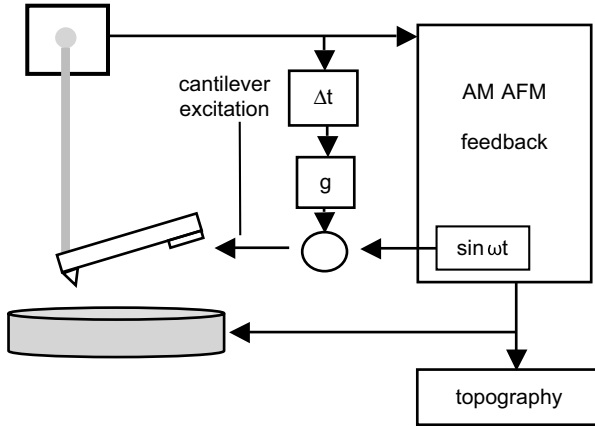 cantilever
excitation
Δt
AM AFM
feedback
g
sin ωt
topography